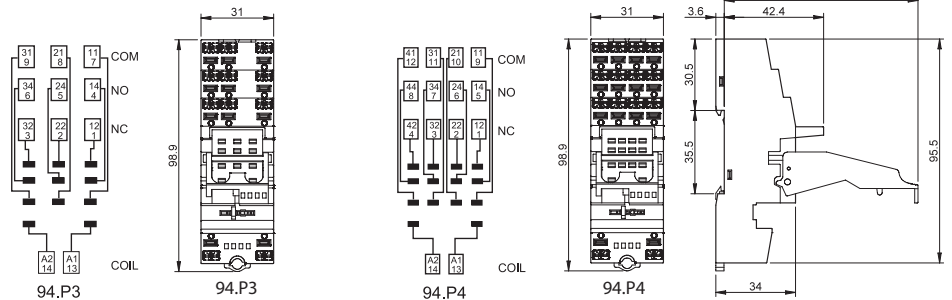 31 21 11
9 8 7
COM
34 24 14
6 5 4
NO
32 22 12
3 2 1
NC
A2 A1
14 13
COIL
94.P3
31
98.9
94.P3
41 31 21 11
12 11 10 9
COM
44 34 24 14
8 7 6 5
NO
42 32 22 12
4 3 2 1
NC
A2 A1
14 13
COIL
94.P4
31
98.9
94.P4
3.6
42.4
30.5
35.5
95.5
34